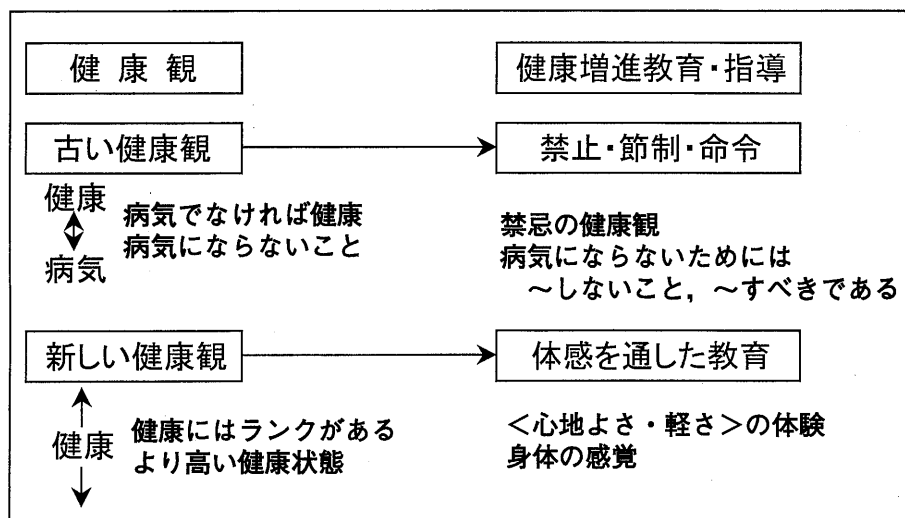 健康観
健康増進教育・指導
古い健康観
禁止・節制・命令
健康
病気
病気でなければ健康
病気にならないこと
禁忌の健康観
病気にならないためには
～しないこと，～すべきである
新しい健康観
体感を通した教育
健康
健康にはランクがある
より高い健康状態
＜心地よさ・軽さ＞の体験
身体の感覚